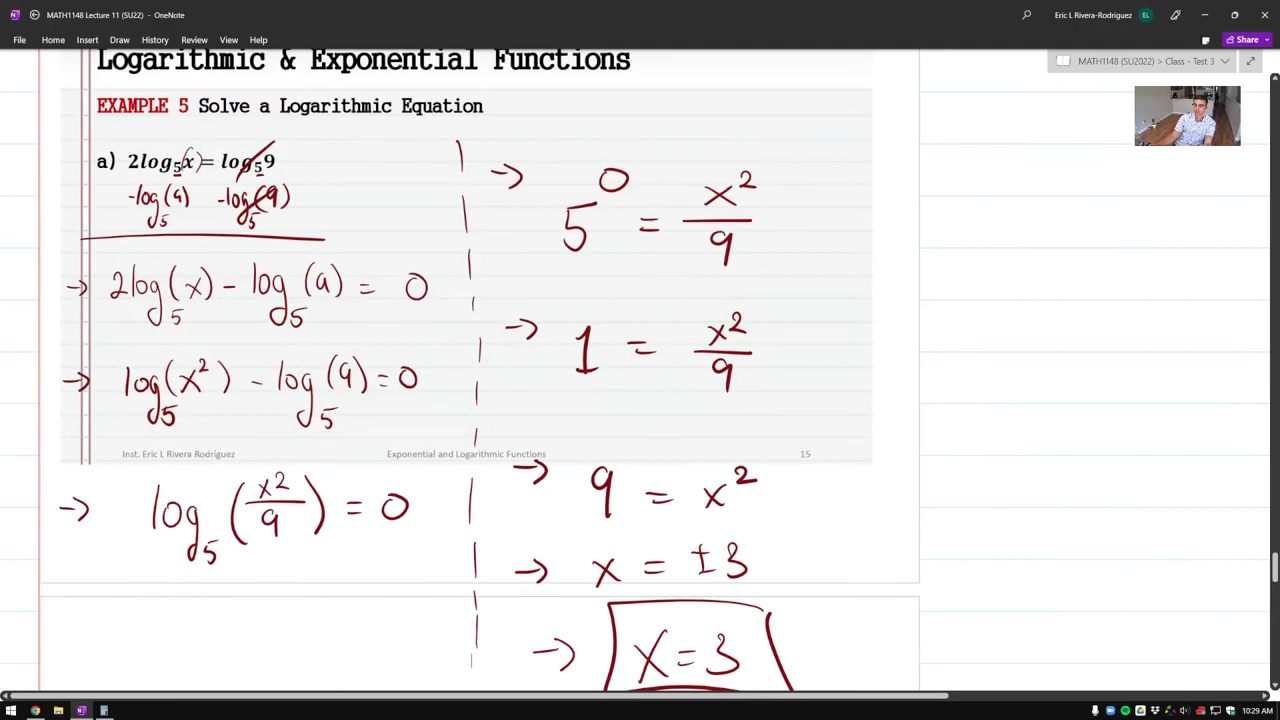 MATH1148 Lecture 11 (SU22) - OneNote
Eric L Rivera-Rodriguez
EL
File Home Insert Draw History Review View Help
Share
MATH1148 (SU2022) > Class - Test 3
Logarithmic & Exponential Functions
EXAMPLE 5 Solve a Logarithmic Equation
a) 2log₅(x) = log₅9
-log₅(9) -log₅(9)
→ 2log₅(x) - log₅(9) = 0
→ log₅(x²) - log₅(9) = 0
Inst. Eric L Rivera Rodríguez
Exponential and Logarithmic Functions
15
→ log₅(x²/9) = 0
→ 5⁰ = x²/9
→ 1 = x²/9
→ 9 = x²
→ x = ±3
→ x = 3
10:29 AM